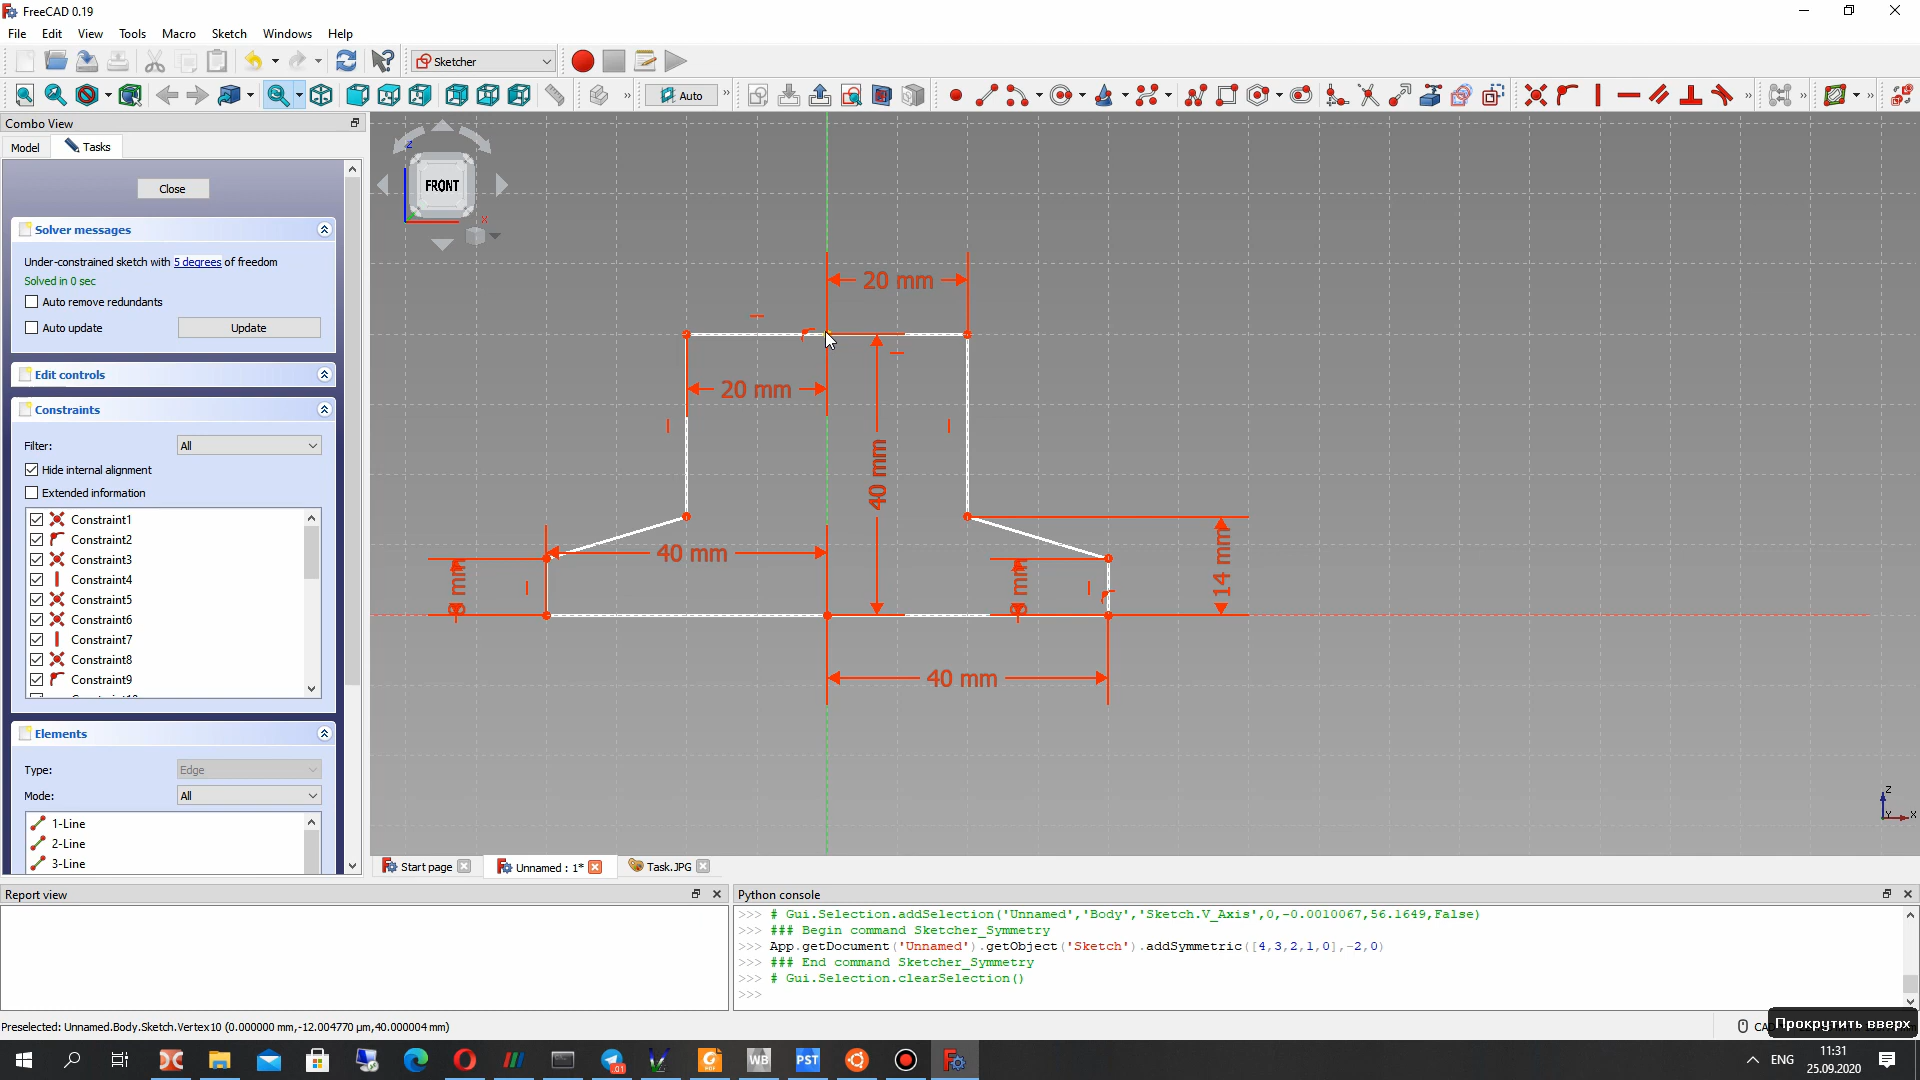 FreeCAD 0.19
File Edit View Tools Macro Sketch Windows Help
Sketcher
Auto
Combo View
Model Tasks
Close
Solver messages
Under-constrained sketch with 5 degrees of freedom
Solved in 0 sec
Auto remove redundants
Auto update Update
Edit controls
Constraints
Filter: All
Hide internal alignment
Extended information
Constraint1
Constraint2
Constraint3
Constraint4
Constraint5
Constraint6
Constraint7
Constraint8
Constraint9
Elements
Type: Edge
Mode: All
1-Line
2-Line
3-Line
Z
FRONT
X
20 mm
20 mm
40 mm
40 mm
mm
mm
14 mm
40 mm
Z
Y X
Start page Unnamed : 1* Task.JPG
Report view
Python console
>>> # Gui.Selection.addSelection('Unnamed','Body','Sketch.V_Axis',0,-0.0010067,56.1649,False)
>>> ### Begin command Sketcher_Symmetry
>>> App.getDocument('Unnamed').getObject('Sketch').addSymmetric([4,3,2,1,0],-2,0)
>>> ### End command Sketcher_Symmetry
>>> # Gui.Selection.clearSelection()
>>>
Preselected: Unnamed.Body.Sketch.Vertex10 (0.000000 mm,-12.004770 µm,40.000004 mm)
CA
Прокрутить вверх
01
WB
PST
ENG
11:31
25.09.2020